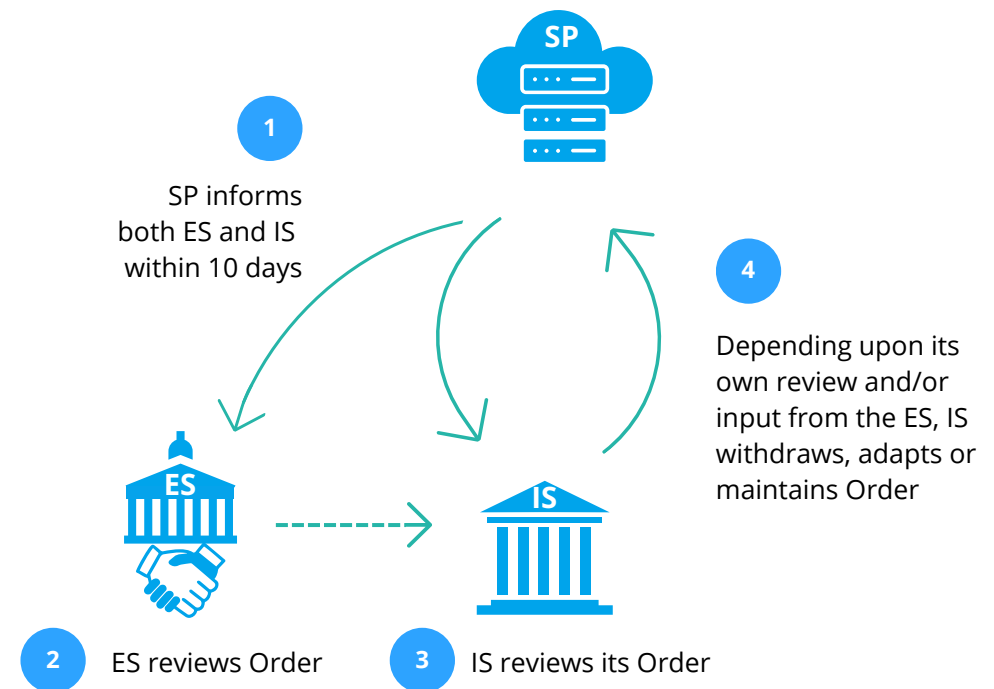 SP
1
SP informs
both ES and IS
within 10 days
4
Depending upon its
own review and/or
input from the ES, IS
withdraws, adapts or
maintains Order
ES
IS
2
ES reviews Order
3
IS reviews its Order